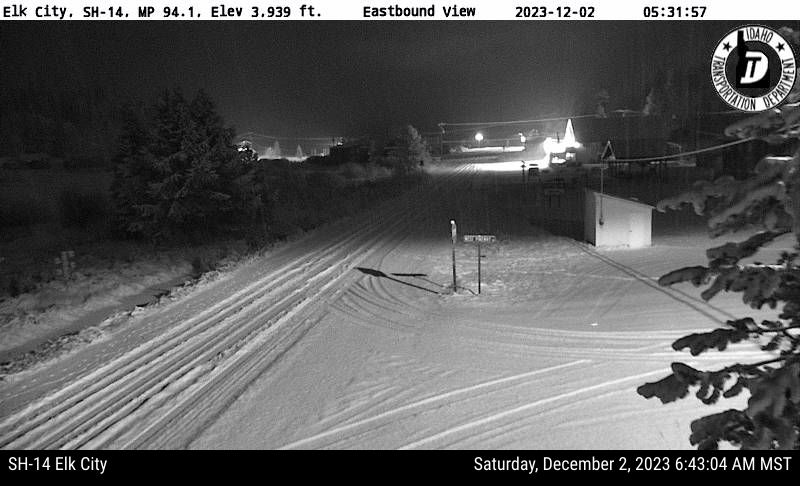 Elk City, SH-14, MP 94.1, Elev 3,939 ft. Eastbound View 2023-12-02 05:31:57
IDAHO
TRANSPORTATION DEPARTMENT
SH-14 Elk City
Saturday, December 2, 2023 6:43:04 AM MST